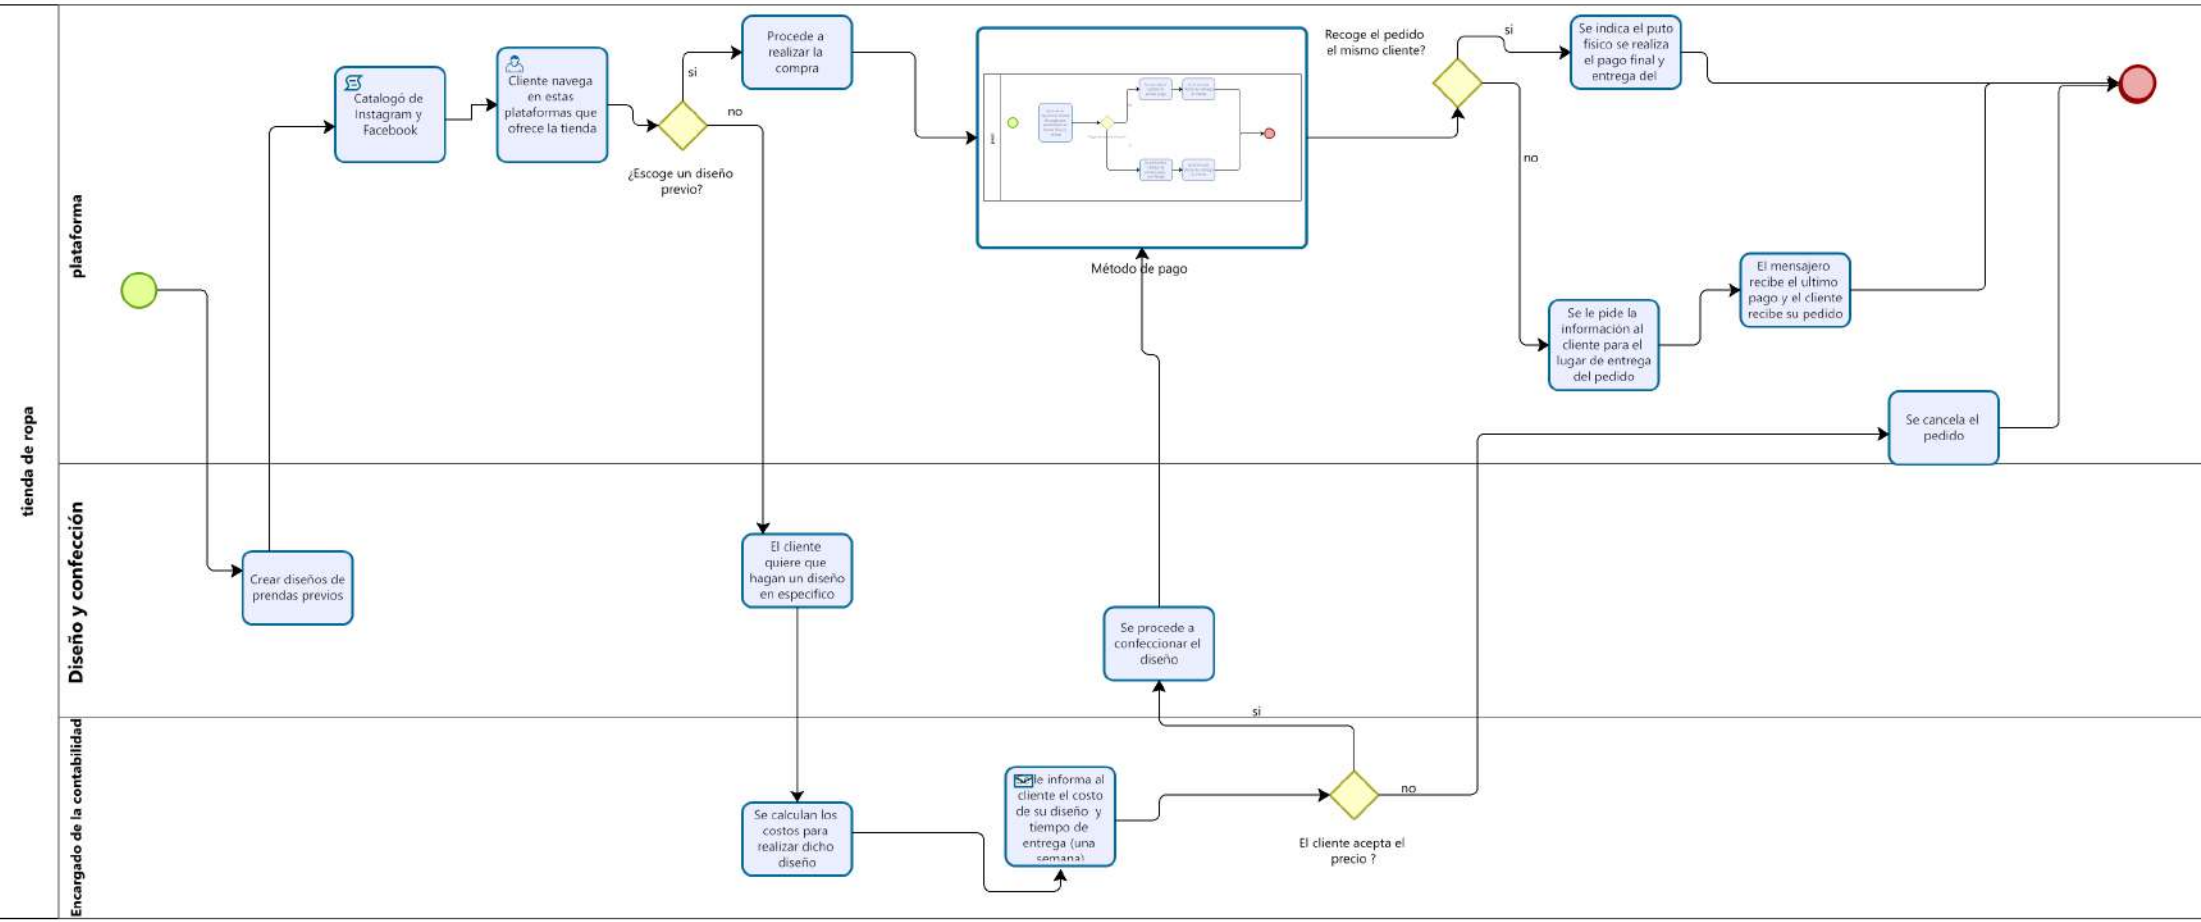 tienda de ropa
plataforma
Diseño y confección
Encargado de la contabilidad
Catalogó de
Instagram y
Facebook
Cliente navega
en estas
plataformas que
ofrece la tienda
¿Escoge un diseño
previo?
si
no
Procede a
realizar la
compra
Método de pago
Recoge el pedido
el mismo cliente?
si
no
Se indica el puto
físico se realiza
el pago final y
entrega del
Se le pide la
información al
cliente para el
lugar de entrega
del pedido
El mensajero
recibe el ultimo
pago y el cliente
recibe su pedido
Se cancela el
pedido
Crear diseños de
prendas previos
El cliente
quiere que
hagan un diseño
en especifico
Se procede a
confeccionar el
diseño
Se calculan los
costos para
realizar dicho
diseño
Se le informa al
cliente el costo
de su diseño y
tiempo de
entrega (una
semana)
si
no
El cliente acepta el
precio ?